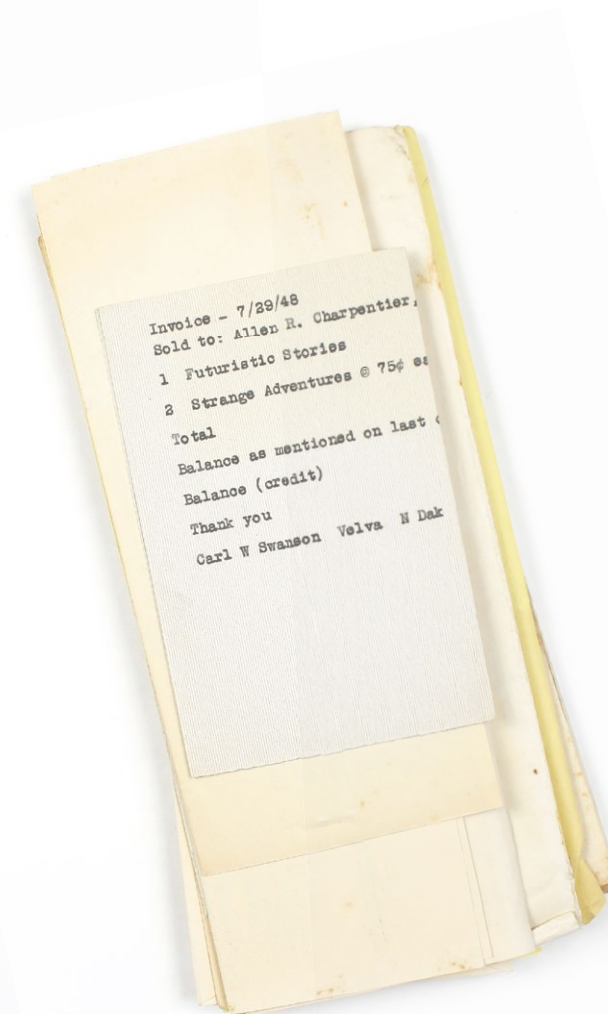 Invoice - 7/29/48
Sold to: Allen R. Charpentier,
1 Futuristic Stories
2 Strange Adventures @ 75¢ ea
Total
Balance as mentioned on last
Balance (credit)
Thank you
Carl W Swanson Velva N Dak